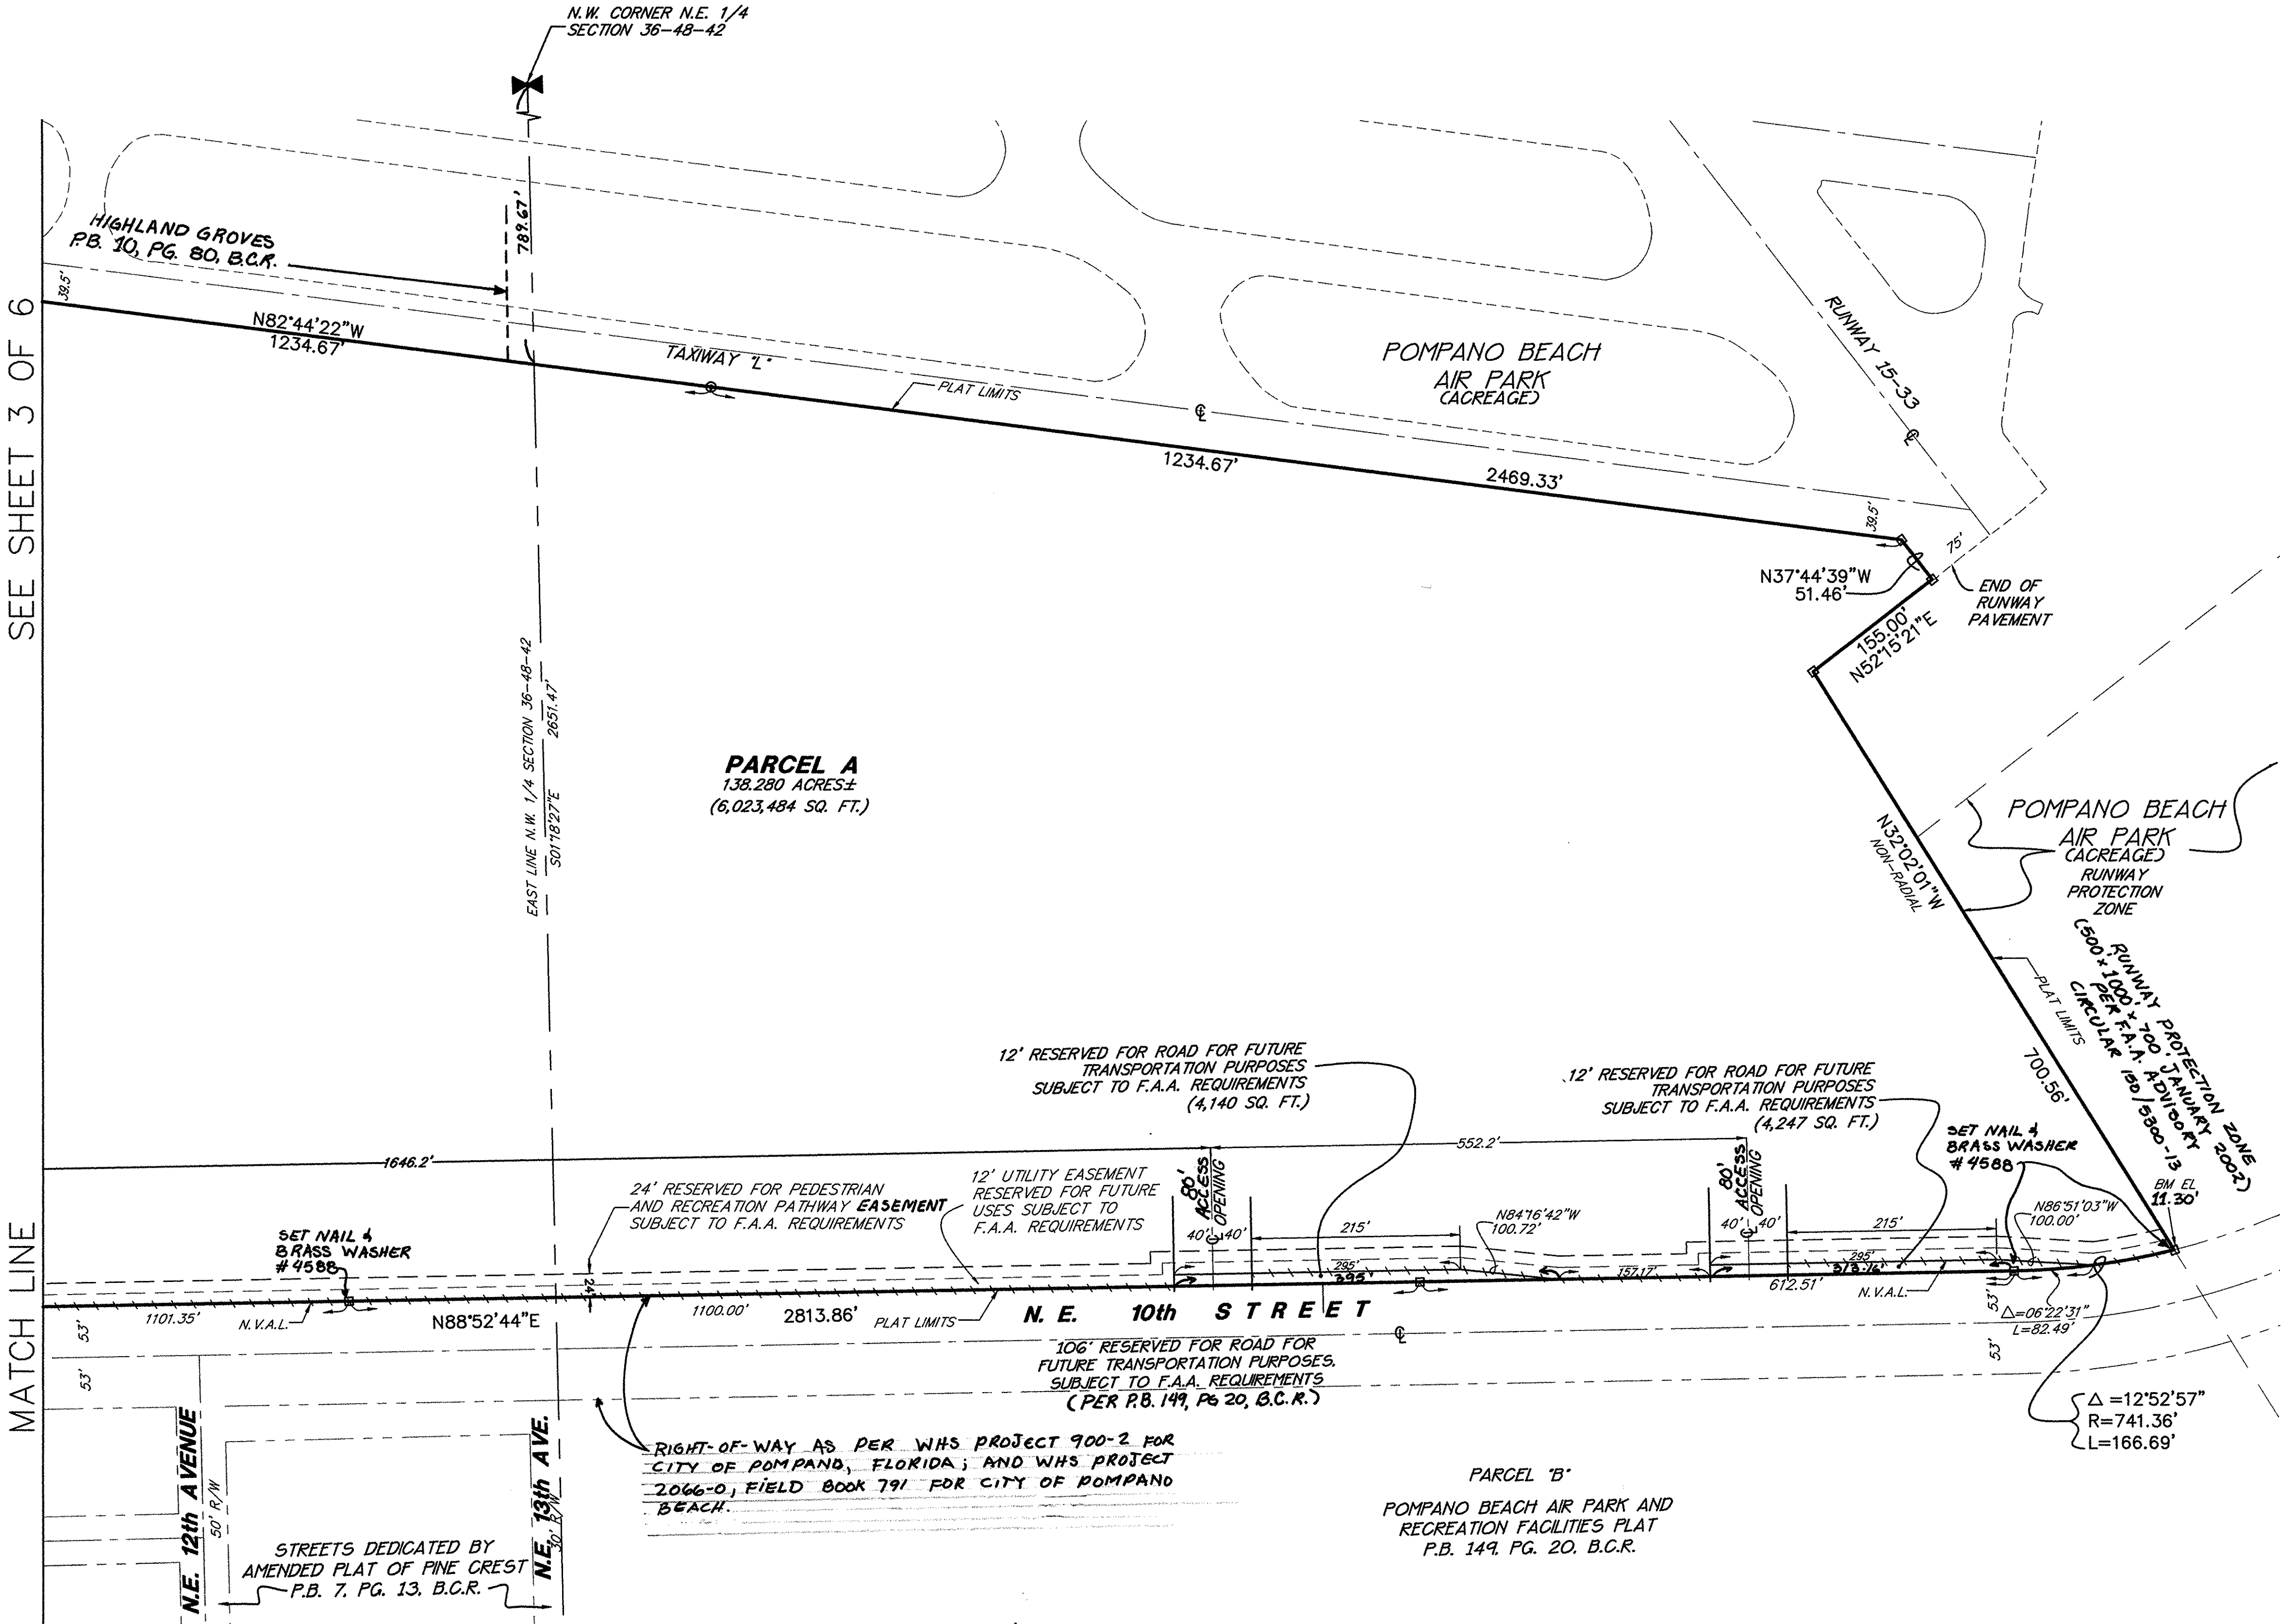 N.W. CORNER N.E. 1/4
SECTION 36-48-42
789.67'
HIGHLAND GROVES
P.B. 10, PG. 80, B.C.R.
39.5'
N82°44'22"W
1234.67'
TAXIWAY "L"
PLAT LIMITS
℄
POMPANO BEACH
AIR PARK
(ACREAGE)
RUNWAY 15-33
℄
1234.67'
2469.33'
39.5'
75'
N37°44'39"W
51.46'
END OF
RUNWAY
PAVEMENT
155.00'
N52°15'21"E
SEE SHEET 3 OF 6
MATCH LINE
EAST LINE N.W. 1/4 SECTION 36-48-42
S01°18'27"E 2651.47'
PARCEL A
138.280 ACRES±
(6,023,484 SQ. FT.)
POMPANO BEACH
AIR PARK
(ACREAGE)
RUNWAY
PROTECTION
ZONE
N32°02'01"W
NON-RADIAL
PLAT LIMITS
700.56'
RUNWAY PROTECTION ZONE
(500' x 1000' x 700' JANUARY 2002)
PER F.A.A. ADVISORY
CIRCULAR 150/5300-13
12' RESERVED FOR ROAD FOR FUTURE
TRANSPORTATION PURPOSES
SUBJECT TO F.A.A. REQUIREMENTS
(4,140 SQ. FT.)
12' RESERVED FOR ROAD FOR FUTURE
TRANSPORTATION PURPOSES
SUBJECT TO F.A.A. REQUIREMENTS
(4,247 SQ. FT.)
SET NAIL &
BRASS WASHER
#4588
BM EL
11.30'
1646.2'
552.2'
24' RESERVED FOR PEDESTRIAN
AND RECREATION PATHWAY EASEMENT
SUBJECT TO F.A.A. REQUIREMENTS
12' UTILITY EASEMENT
RESERVED FOR FUTURE
USES SUBJECT TO
F.A.A. REQUIREMENTS
80'
ACCESS
OPENING
40' ℄ 40'
215'
N84°16'42"W
100.72'
80'
ACCESS
OPENING
40' ℄ 40'
215'
N86°51'03"W
100.00'
SET NAIL &
BRASS WASHER
#4588
24'
295'
395'
157.17'
612.51'
295'
313.16'
N.V.A.L.
53'
53'
Δ=06°22'31"
L=82.49'
53'
53'
1101.35'
N.V.A.L.
N88°52'44"E
1100.00'
2813.86'
PLAT LIMITS
N. E. 10th STREET
℄
106' RESERVED FOR ROAD FOR
FUTURE TRANSPORTATION PURPOSES.
SUBJECT TO F.A.A. REQUIREMENTS
(PER P.B. 149, PG 20, B.C.R.)
Δ =12°52'57"
R=741.36'
L=166.69'
RIGHT-OF-WAY AS PER WHS PROJECT 900-2 FOR
CITY OF POMPANO, FLORIDA; AND WHS PROJECT
2066-0, FIELD BOOK 791 FOR CITY OF POMPANO
BEACH.
N.E. 12th AVENUE
50' R/W
N.E. 13th AVE.
30' R/W
STREETS DEDICATED BY
AMENDED PLAT OF PINE CREST
P.B. 7, PG. 13, B.C.R.
PARCEL "B"
POMPANO BEACH AIR PARK AND
RECREATION FACILITIES PLAT
P.B. 149, PG. 20, B.C.R.